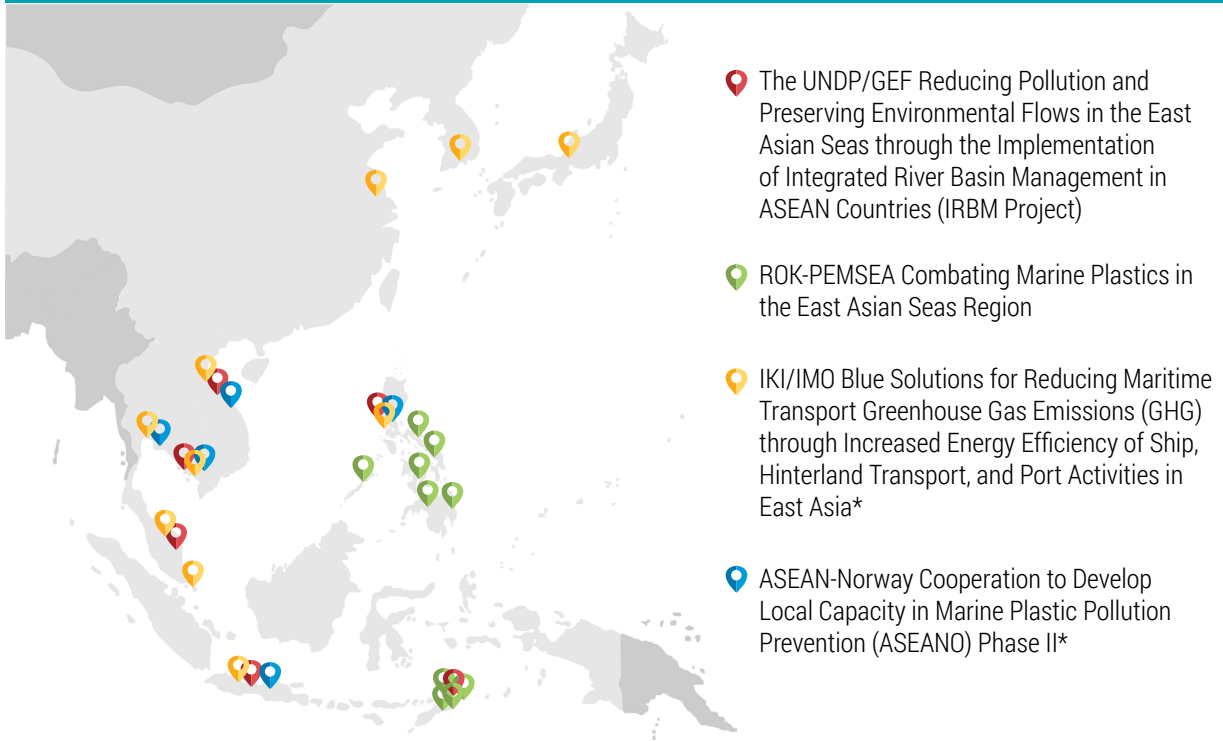 The UNDP/GEF Reducing Pollution and
Preserving Environmental Flows in the East
Asian Seas through the Implementation
of Integrated River Basin Management in
ASEAN Countries (IRBM Project)
ROK-PEMSEA Combating Marine Plastics in
the East Asian Seas Region
IKI/IMO Blue Solutions for Reducing Maritime
Transport Greenhouse Gas Emissions (GHG)
through Increased Energy Efficiency of Ship,
Hinterland Transport, and Port Activities in
East Asia*
ASEAN-Norway Cooperation to Develop
Local Capacity in Marine Plastic Pollution
Prevention (ASEANO) Phase II*